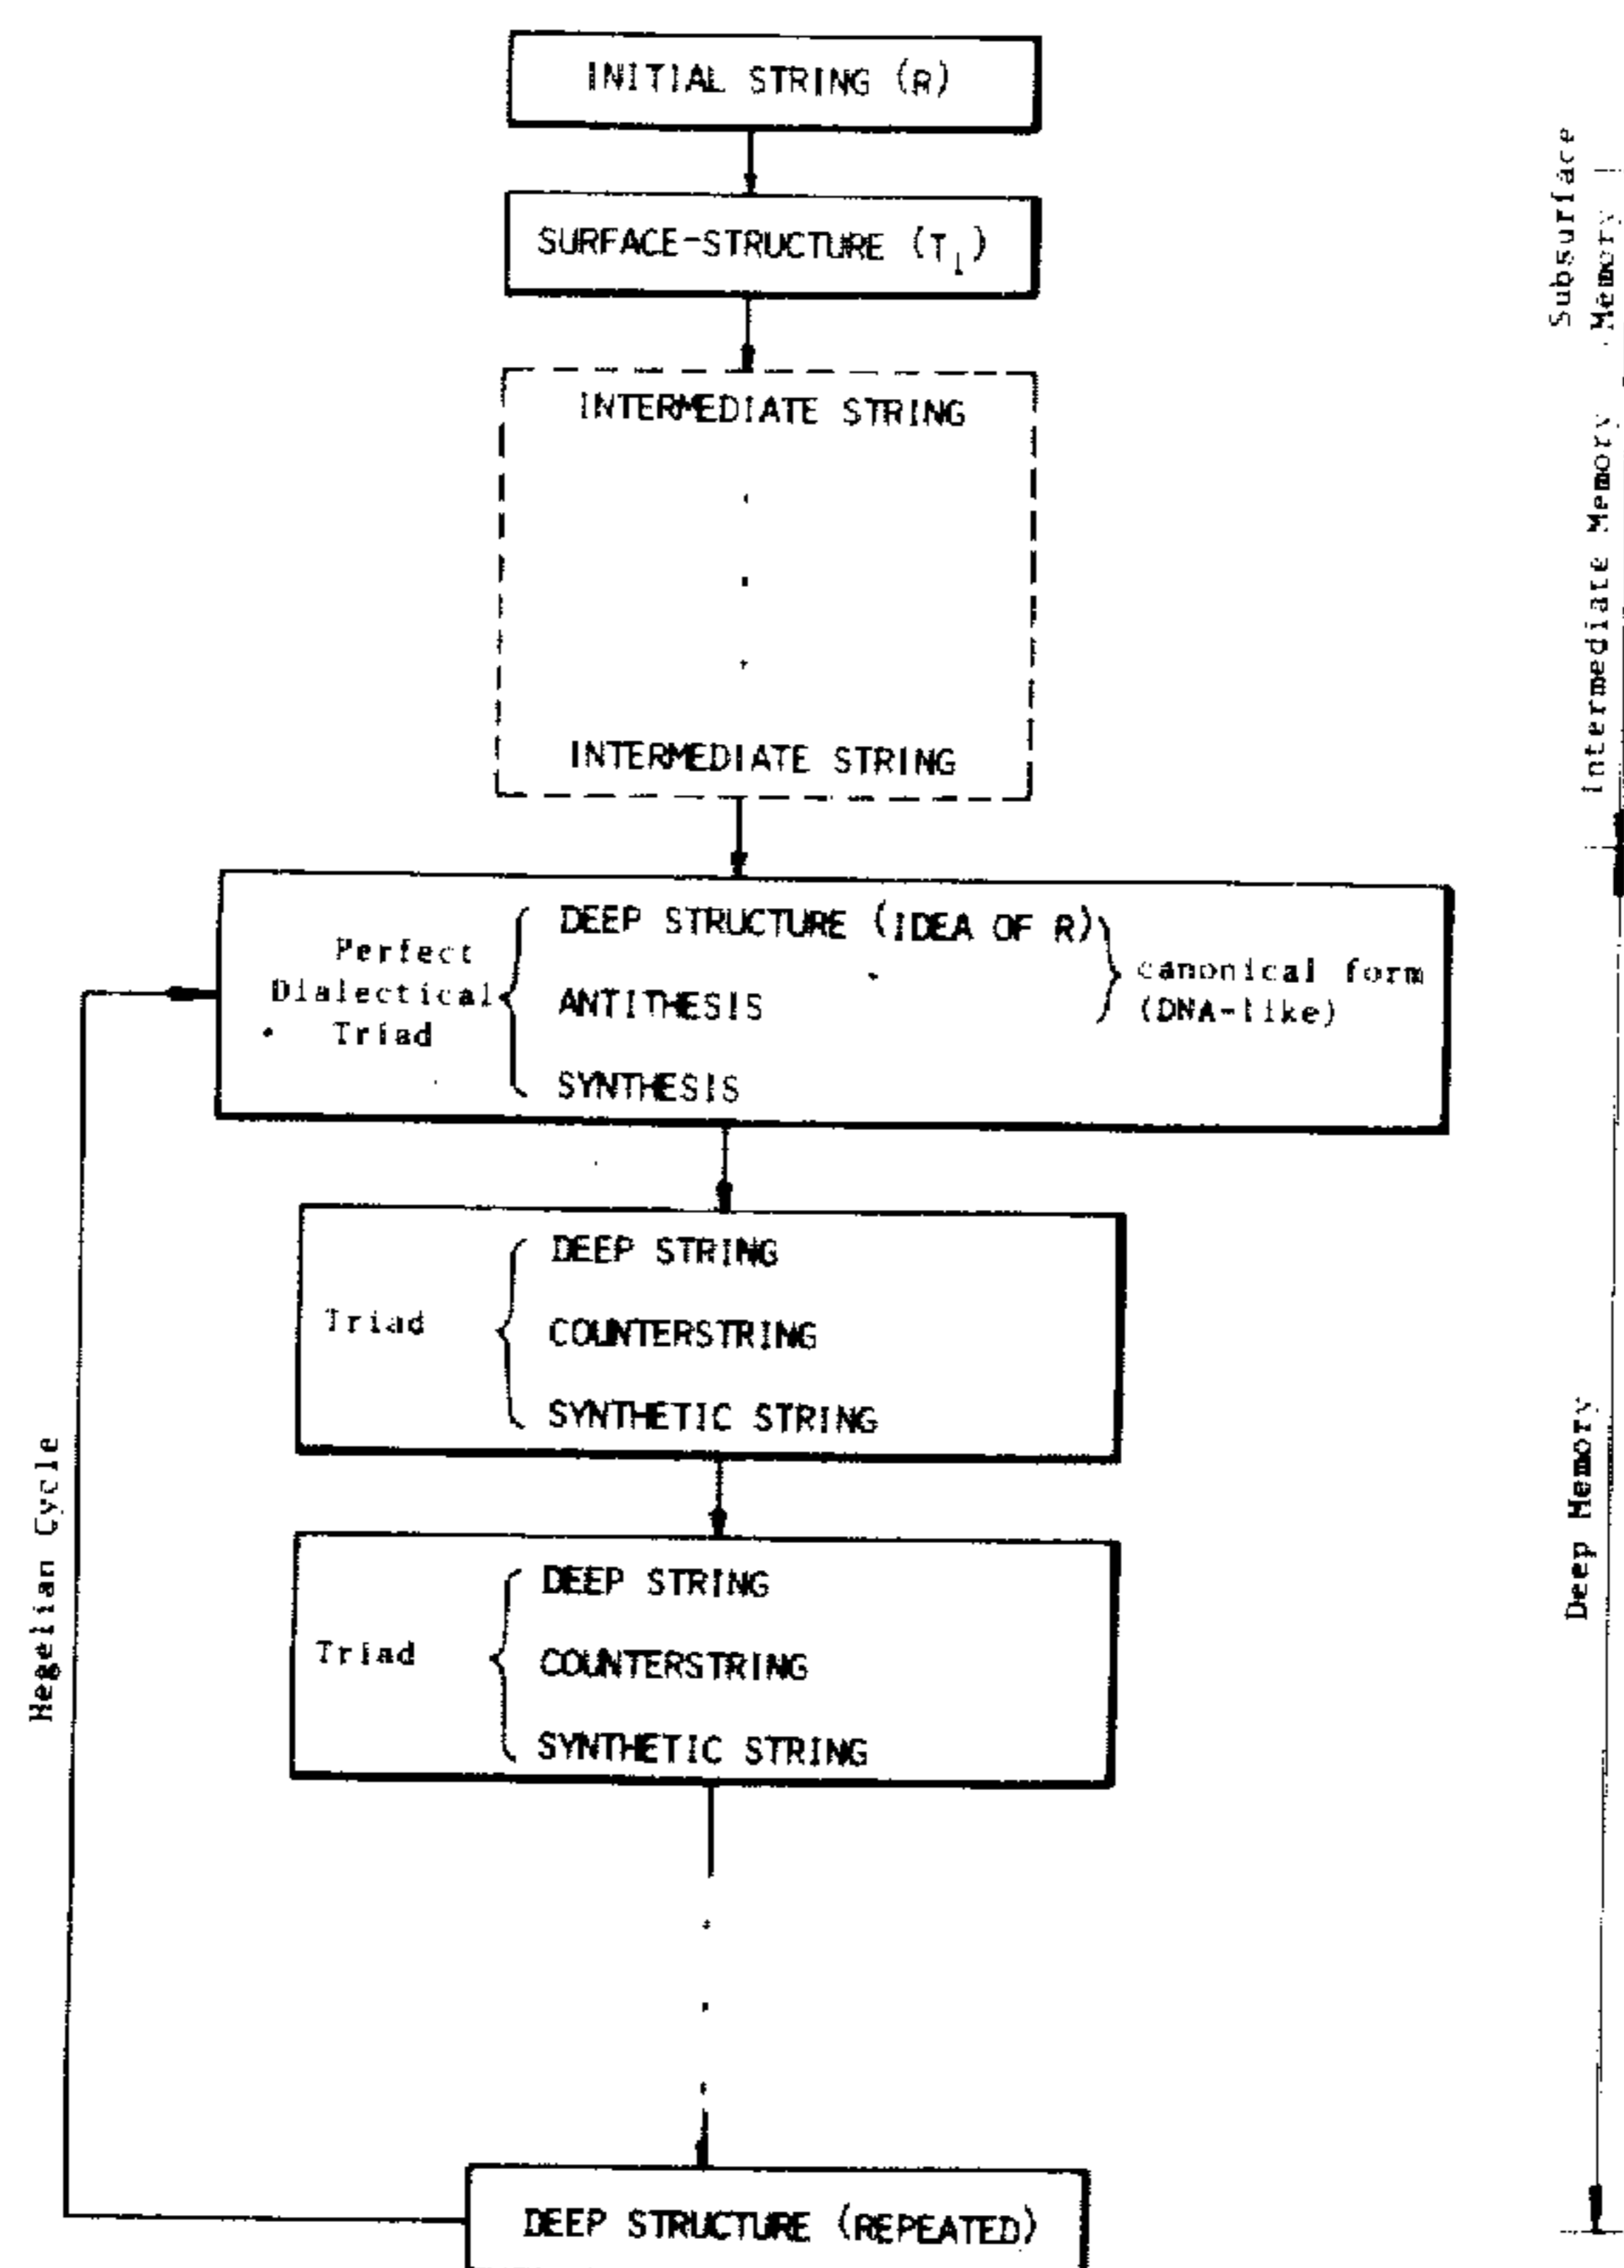 INITIAL STRING (R)
SURFACE-STRUCTURE (T1)
Subsurface
Memory
INTERMEDIATE STRING
.
.
.
INTERMEDIATE STRING
Intermediate Memory
Perfect
Dialectical
Triad
DEEP STRUCTURE (IDEA OF R)
ANTITHESIS
SYNTHESIS
canonical form
(DNA-like)
Triad
DEEP STRING
COUNTERSTRING
SYNTHETIC STRING
Triad
DEEP STRING
COUNTERSTRING
SYNTHETIC STRING
Hegelian Cycle
Deep Memory
.
.
.
DEEP STRUCTURE (REPEATED)